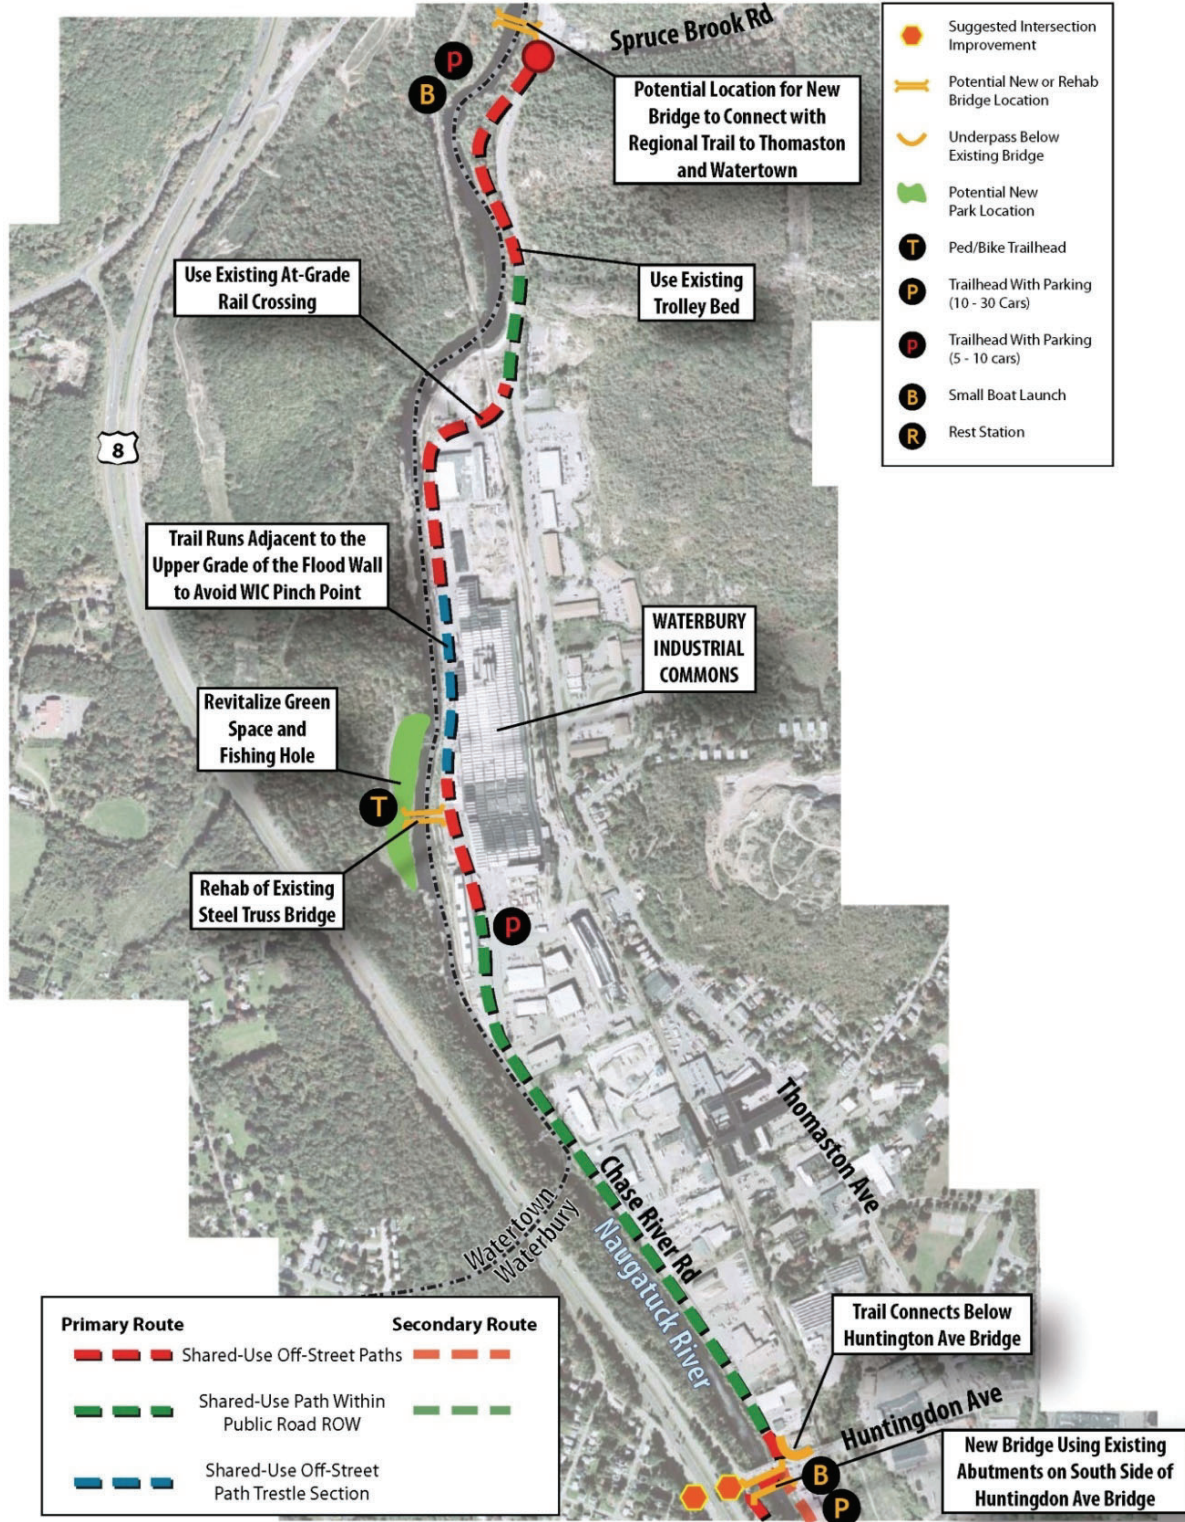 Spruce Brook Rd
P
B
Potential Location for New
Bridge to Connect with
Regional Trail to Thomaston
and Watertown
Suggested Intersection
Improvement
Potential New or Rehab
Bridge Location
Underpass Below
Existing Bridge
Potential New
Park Location
T
Ped/Bike Trailhead
P
Trailhead With Parking
(10 - 30 Cars)
P
Trailhead With Parking
(5 - 10 cars)
B
Small Boat Launch
R
Rest Station
Use Existing At-Grade
Rail Crossing
Use Existing
Trolley Bed
8
Trail Runs Adjacent to the
Upper Grade of the Flood Wall
to Avoid WIC Pinch Point
WATERBURY
INDUSTRIAL
COMMONS
Revitalize Green
Space and
Fishing Hole
T
Rehab of Existing
Steel Truss Bridge
P
Thomaston Ave
Chase River Rd
Naugatuck River
Watertown
Waterbury
Primary Route
Secondary Route
Shared-Use Off-Street Paths
Shared-Use Path Within
Public Road ROW
Shared-Use Off-Street
Path Trestle Section
Trail Connects Below
Huntington Ave Bridge
Huntingdon Ave
New Bridge Using Existing
Abutments on South Side of
Huntingdon Ave Bridge
B
P